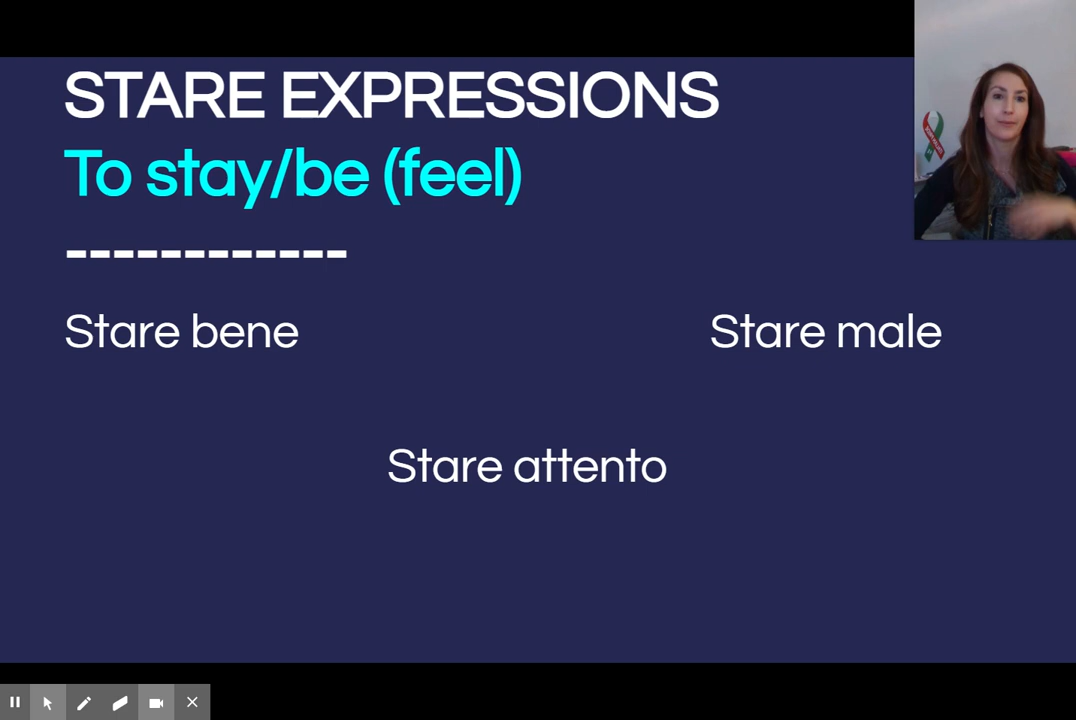 STARE EXPRESSIONS
To stay/be (feel)
------------
Stare bene
Stare male
Stare attento